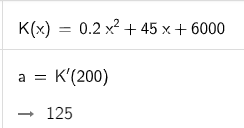 K(x) = 0.2 x² + 45 x + 6000
a = K′(200)
→ 125